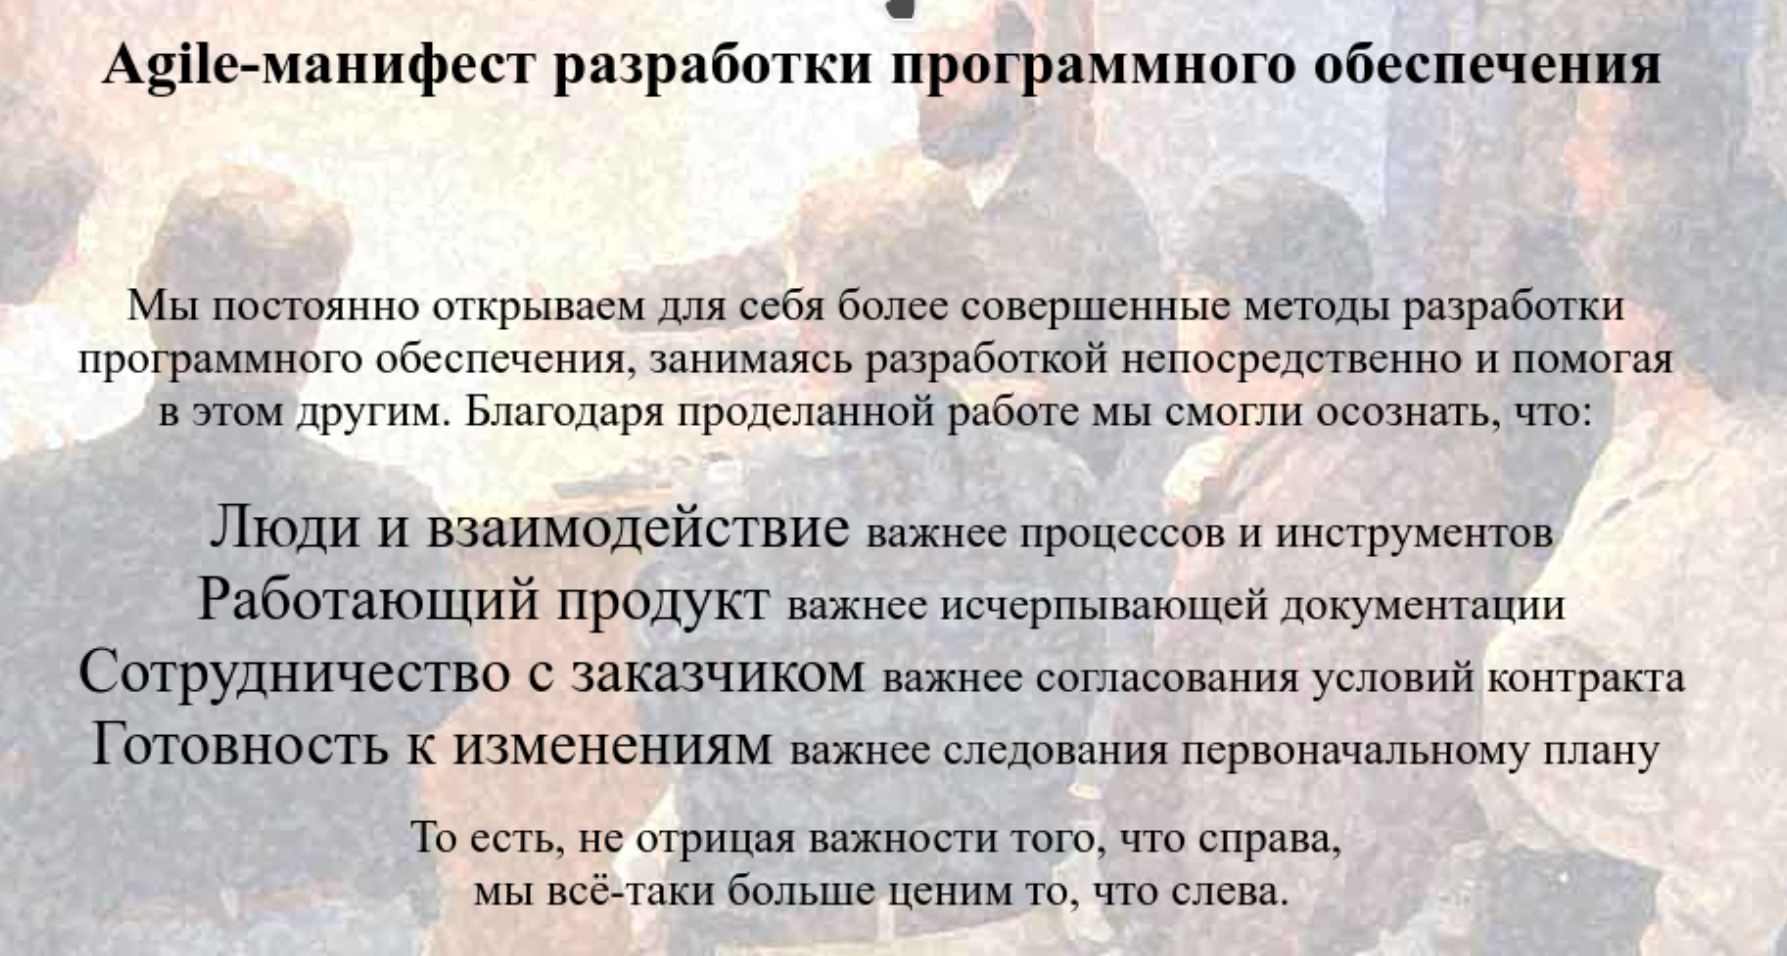 Agile-манифест разработки программного обеспечения
Мы постоянно открываем для себя более совершенные методы разработки
программного обеспечения, занимаясь разработкой непосредственно и помогая
в этом другим. Благодаря проделанной работе мы смогли осознать, что:
Люди и взаимодействие важнее процессов и инструментов
Работающий продукт важнее исчерпывающей документации
Сотрудничество с заказчиком важнее согласования условий контракта
Готовность к изменениям важнее следования первоначальному плану
То есть, не отрицая важности того, что справа,
мы всё-таки больше ценим то, что слева.